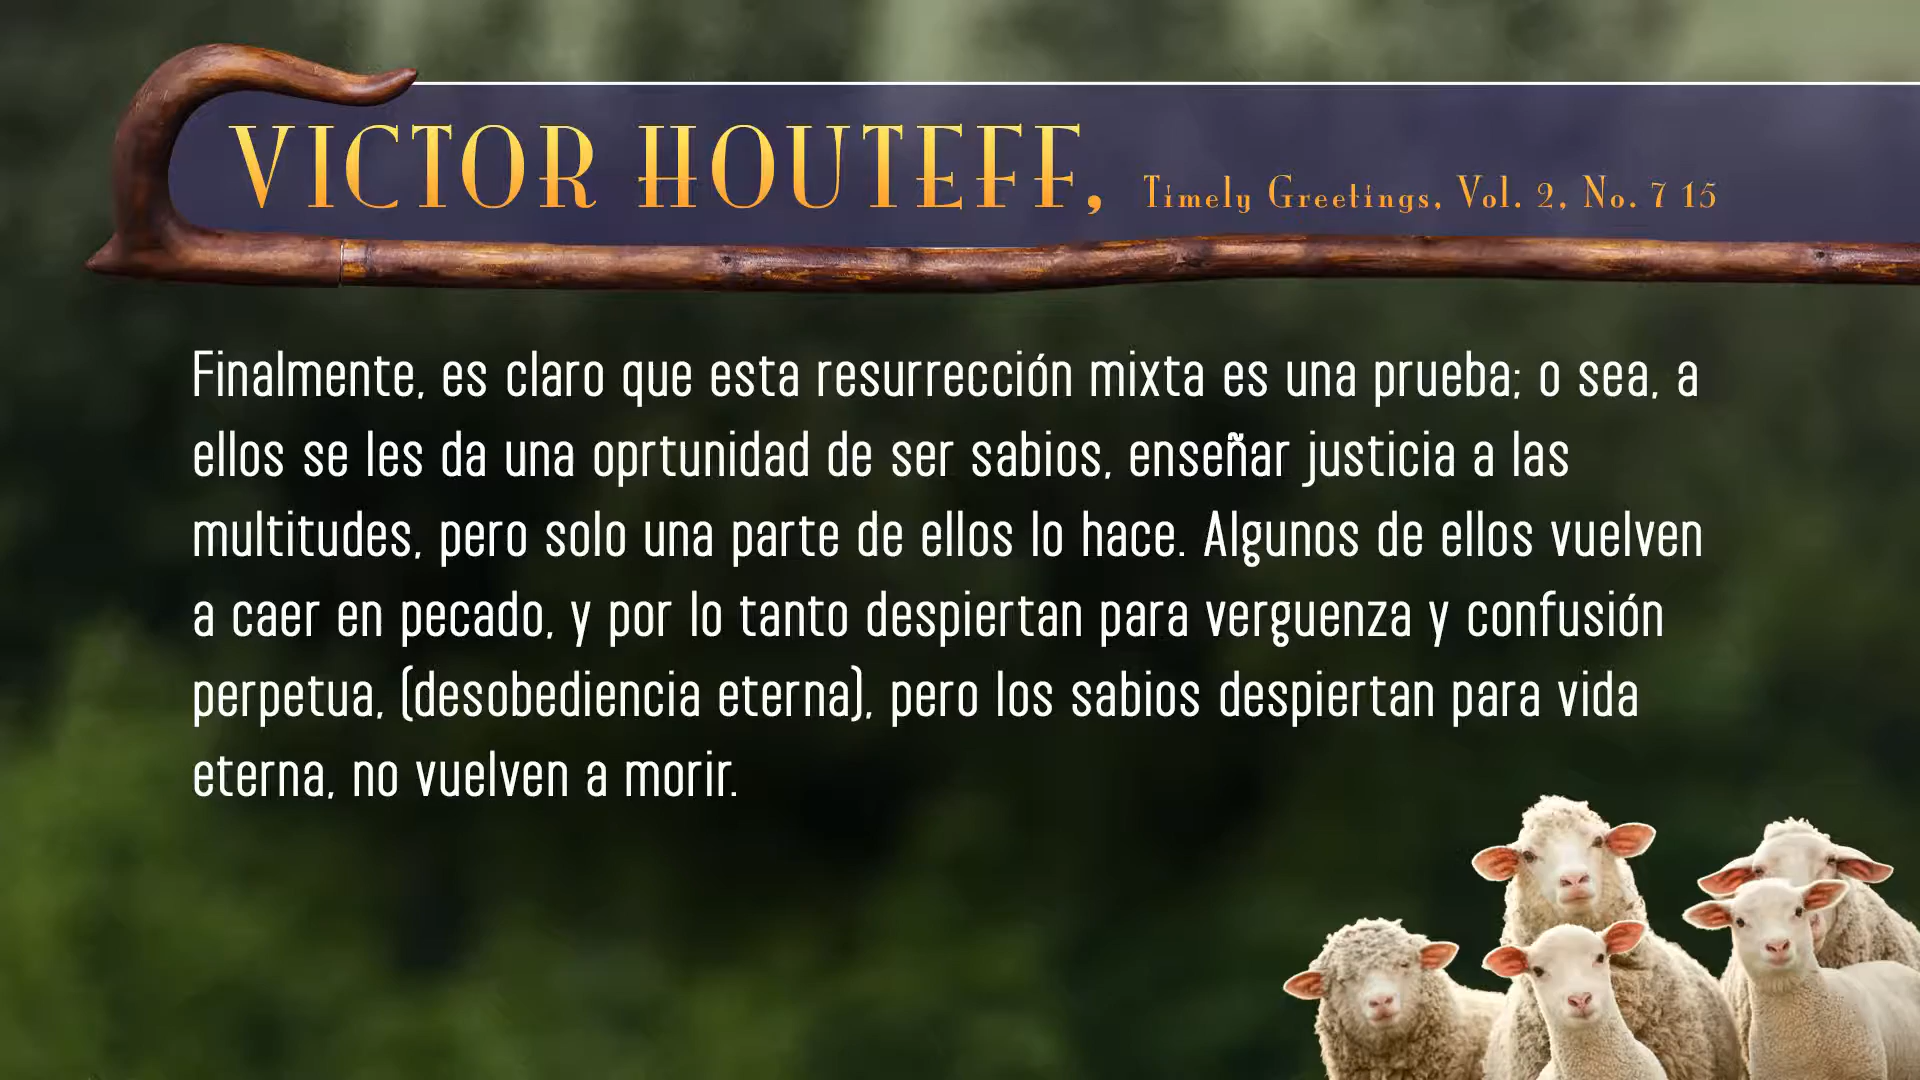 VICTOR HOUTEFF, Timely Greetings, Vol. 2, No. 7 15
Finalmente, es claro que esta resurrección mixta es una prueba; o sea, a
ellos se les da una oprtunidad de ser sabios, enseñar justicia a las
multitudes, pero solo una parte de ellos lo hace. Algunos de ellos vuelven
a caer en pecado, y por lo tanto despiertan para verguenza y confusión
perpetua, (desobediencia eterna), pero los sabios despiertan para vida
eterna, no vuelven a morir.